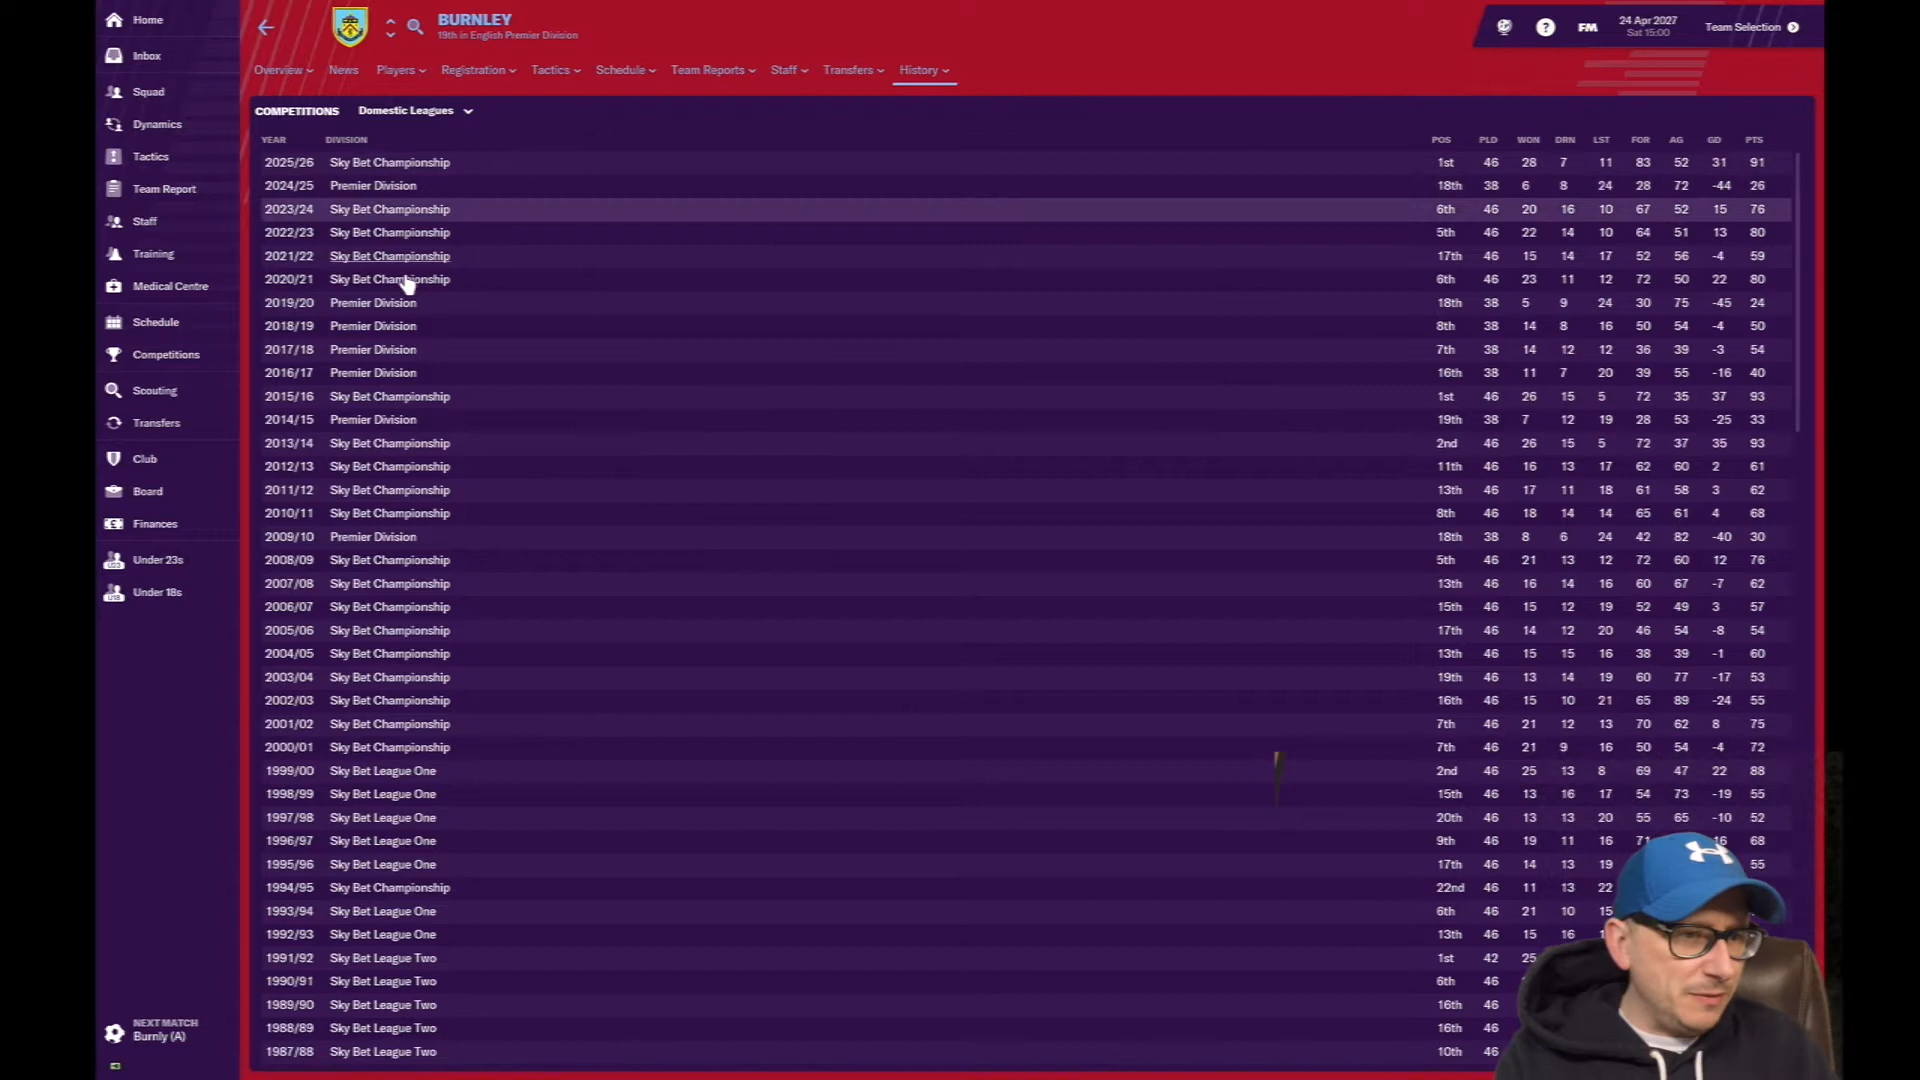 Home
Inbox
Squad
Dynamics
Tactics
Team Report
Staff
Training
Medical Centre
Schedule
Competitions
Scouting
Transfers
Club
Board
Finances
Under 23s
Under 18s
NEXT MATCH
Burnly (A)
BURNLEY
19th in English Premier Division
FM
24 Apr 2027
Sat 15:00
Team Selection
Overview News Players Registration Tactics Schedule Team Reports Staff Transfers History
COMPETITIONS Domestic Leagues
YEAR DIVISION POS PLD WON DRN LST FOR AG GD PTS
2025/26 Sky Bet Championship 1st 46 28 7 11 83 52 31 91
2024/25 Premier Division 18th 38 6 8 24 28 72 -44 26
2023/24 Sky Bet Championship 6th 46 20 16 10 67 52 15 76
2022/23 Sky Bet Championship 5th 46 22 14 10 64 51 13 80
2021/22 Sky Bet Championship 17th 46 15 14 17 52 56 -4 59
2020/21 Sky Bet Championship 6th 46 23 11 12 72 50 22 80
2019/20 Premier Division 18th 38 5 9 24 30 75 -45 24
2018/19 Premier Division 8th 38 14 8 16 50 54 -4 50
2017/18 Premier Division 7th 38 14 12 12 36 39 -3 54
2016/17 Premier Division 16th 38 11 7 20 39 55 -16 40
2015/16 Sky Bet Championship 1st 46 26 15 5 72 35 37 93
2014/15 Premier Division 19th 38 7 12 19 28 53 -25 33
2013/14 Sky Bet Championship 2nd 46 26 15 5 72 37 35 93
2012/13 Sky Bet Championship 11th 46 16 13 17 62 60 2 61
2011/12 Sky Bet Championship 13th 46 17 11 18 61 58 3 62
2010/11 Sky Bet Championship 8th 46 18 14 14 65 61 4 68
2009/10 Premier Division 18th 38 8 6 24 42 82 -40 30
2008/09 Sky Bet Championship 5th 46 21 13 12 72 60 12 76
2007/08 Sky Bet Championship 13th 46 16 14 16 60 67 -7 62
2006/07 Sky Bet Championship 15th 46 15 12 19 52 49 3 57
2005/06 Sky Bet Championship 17th 46 14 12 20 46 54 -8 54
2004/05 Sky Bet Championship 13th 46 15 15 16 38 39 -1 60
2003/04 Sky Bet Championship 19th 46 13 14 19 60 77 -17 53
2002/03 Sky Bet Championship 16th 46 15 10 21 65 89 -24 55
2001/02 Sky Bet Championship 7th 46 21 12 13 70 62 8 75
2000/01 Sky Bet Championship 7th 46 21 9 16 50 54 -4 72
1999/00 Sky Bet League One 2nd 46 25 13 8 69 47 22 88
1998/99 Sky Bet League One 15th 46 13 16 17 54 73 -19 55
1997/98 Sky Bet League One 20th 46 13 13 20 55 65 -10 52
1996/97 Sky Bet League One 9th 46 19 11 16 68
1995/96 Sky Bet League One 17th 46 14 13 19 55
1994/95 Sky Bet Championship 22nd 46 11 13 22
1993/94 Sky Bet League One 6th 46 21 10 15
1992/93 Sky Bet League One 13th 46 15 16
1991/92 Sky Bet League Two 1st 42 25
1990/91 Sky Bet League Two 6th 46
1989/90 Sky Bet League Two 16th 46
1988/89 Sky Bet League Two 16th 46
1987/88 Sky Bet League Two 10th 46